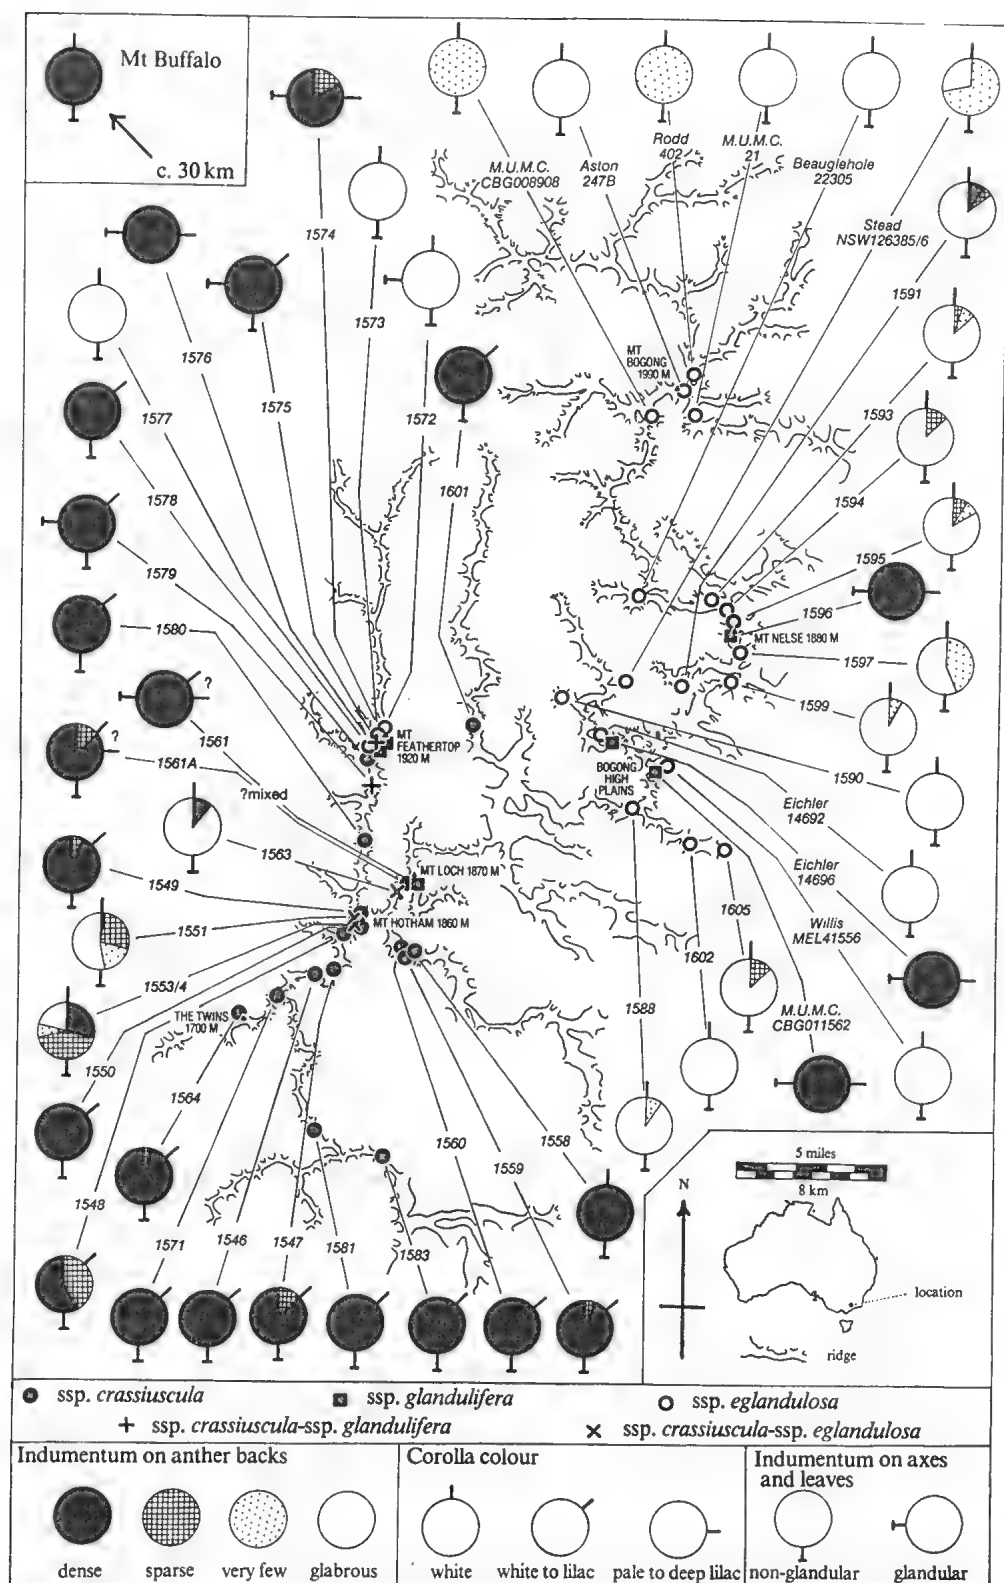 Mt Buffalo
c. 30 km
M.U.M.C.
CBG008908
Aston
247B
Rodd
402
M.U.M.C.
21
Beauglehole
22305
Stead
NSW126385/6
1574
1573
1576
1575
1572
1577
1578
1601
1579
1580
1591
1593
1594
1595
1596
1597
1599
1590
MT
BOGONG
1990 M
MT NELSE 1880 M
MT
FEATHERTOP
1920 M
BOGONG
HIGH
PLAINS
?
1561
?
1561A
?mixed
1563
1549
1551
1553/4
1550
1548
MT LOCH 1870 M
MT HOTHAM 1860 M
THE TWINS
1700 M
1564
1571
1546
1547
1581
1583
1560
1559
1558
1588
1602
1605
Eichler
14692
Eichler
14696
Willis
MEL41556
M.U.M.C.
CBG011562
5 miles
8 km
N
location
ridge
ssp. crassiuscula
ssp. glandulifera
ssp. eglandulosa
ssp. crassiuscula-ssp. glandulifera
ssp. crassiuscula-ssp. eglandulosa
Indumentum on anther backs
dense
sparse
very few
glabrous
Corolla colour
white
white to lilac
pale to deep lilac
Indumentum on axes
and leaves
non-glandular
glandular